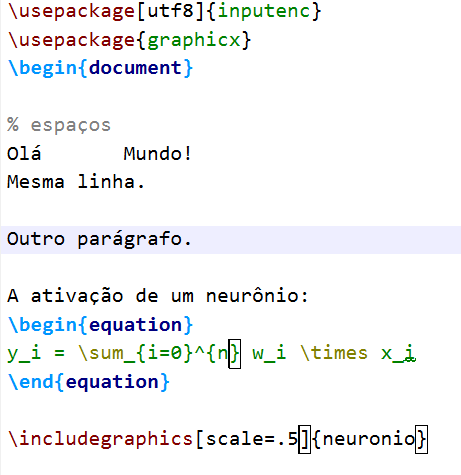 \usepackage[utf8]{inputenc}
\usepackage{graphicx}
\begin{document}
% espaços
Olá       Mundo!
Mesma linha.
Outro parágrafo.
A ativação de um neurônio:
\begin{equation}
y_i = \sum_{i=0}^{n} w_i \times x_i
\end{equation}
\includegraphics[scale=.5]{neuronio}